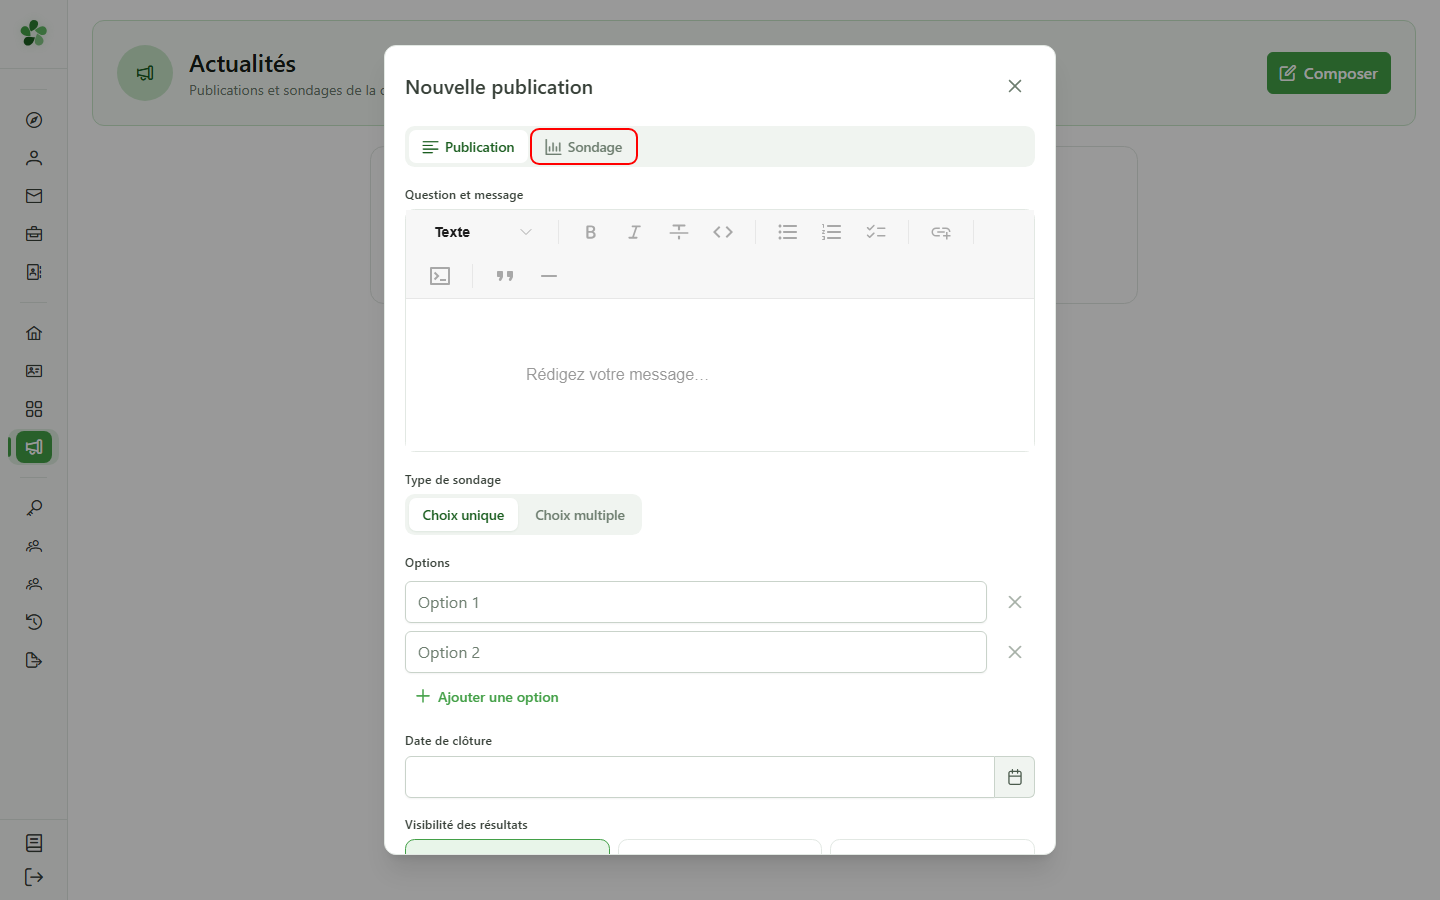 Actualités
Publications et sondages de la c
Composer
Nouvelle publication
Publication
Sondage
Question et message
Texte
Rédigez votre message...
Type de sondage
Choix unique
Choix multiple
Options
Option 1
Option 2
Ajouter une option
Date de clôture
Visibilité des résultats